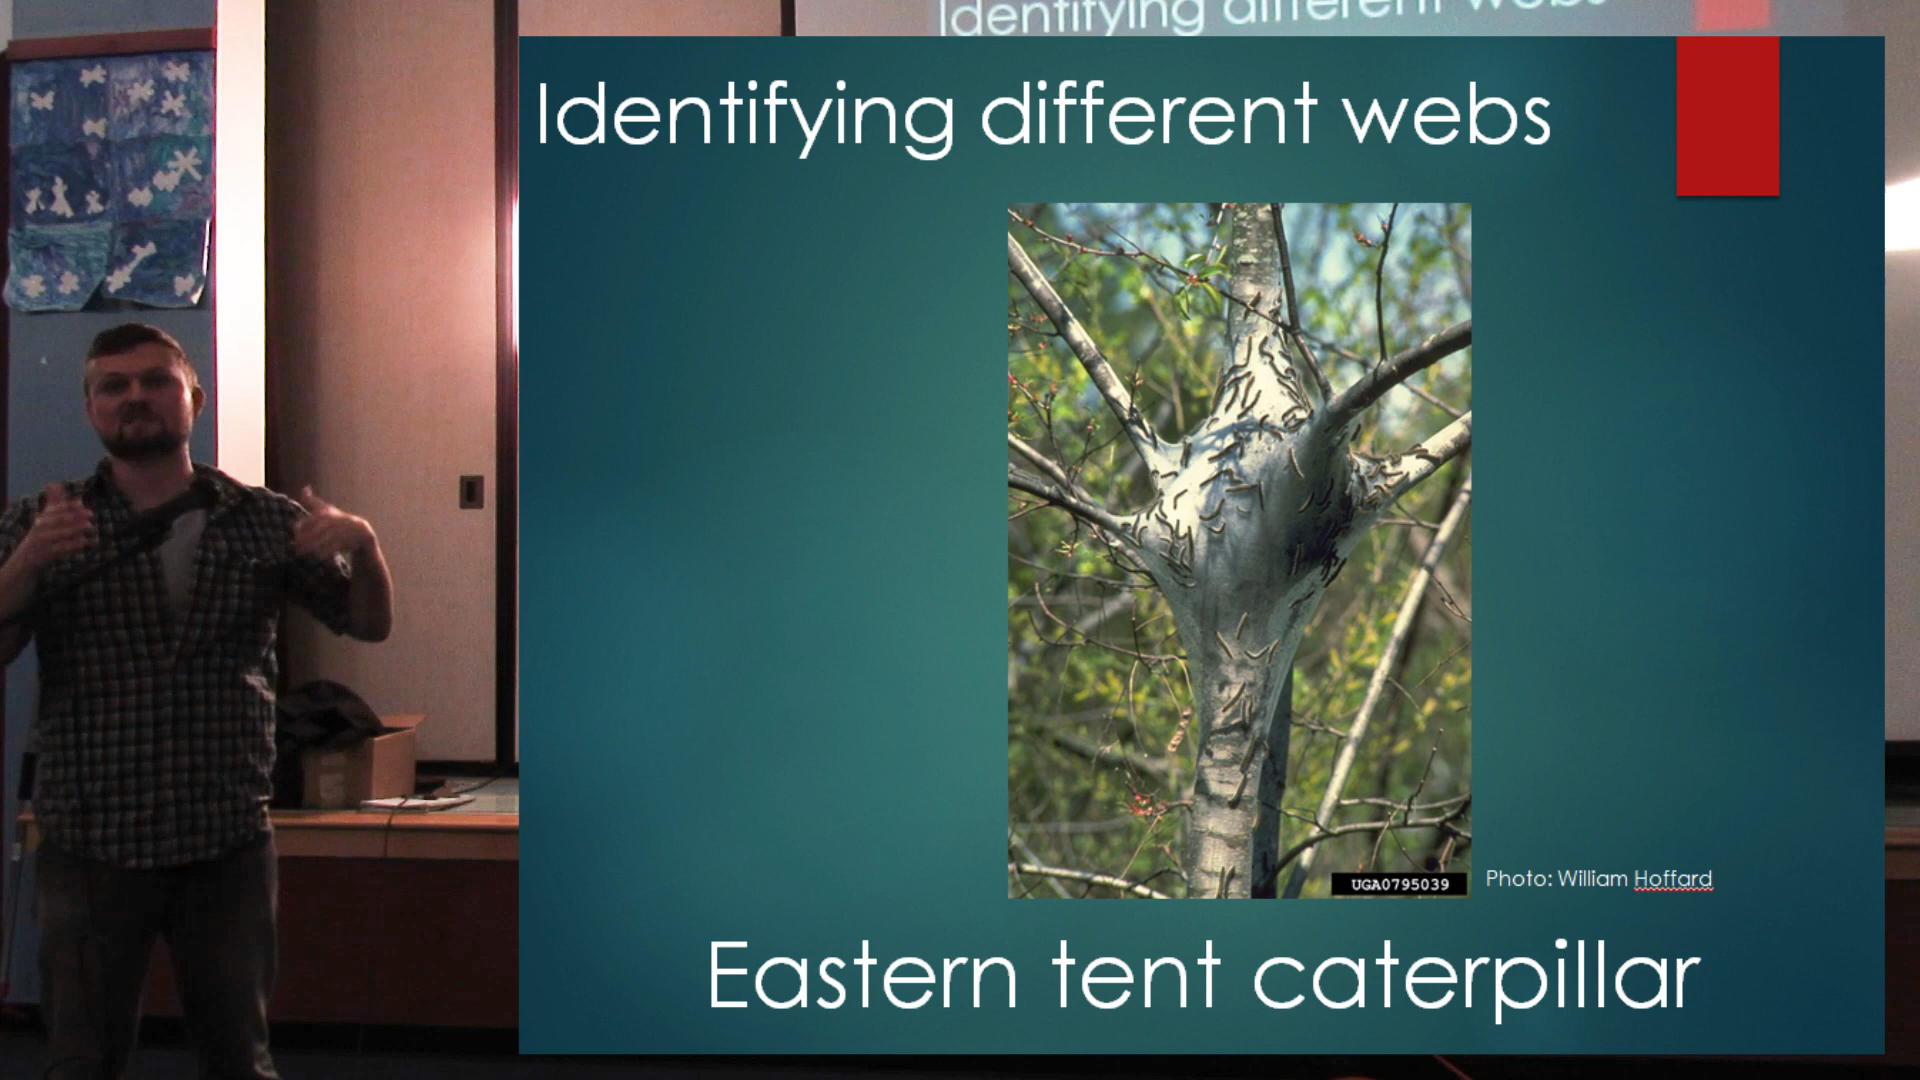 Identifying different webs
Identifying different webs
UGA0795039
Photo: William Hoffard
Eastern tent caterpillar